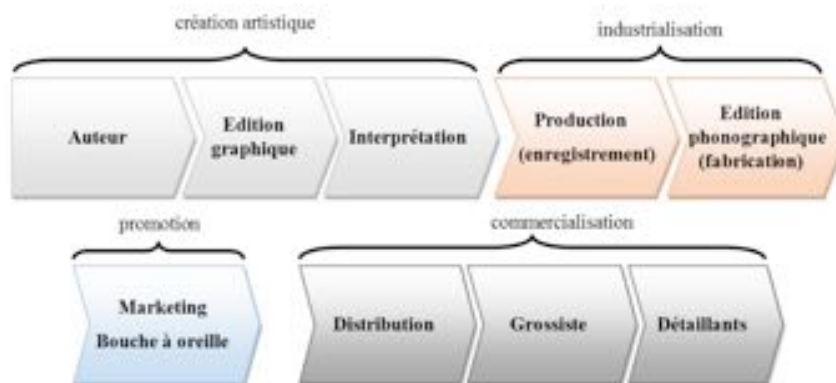 création artistique
industrialisation
Auteur
Edition
graphique
Interprétation
Production
(enregistrement)
Edition
phonographique
(fabrication)
promotion
commercialisation
Marketing
Bouche à oreille
Distribution
Grossiste
Détaillants